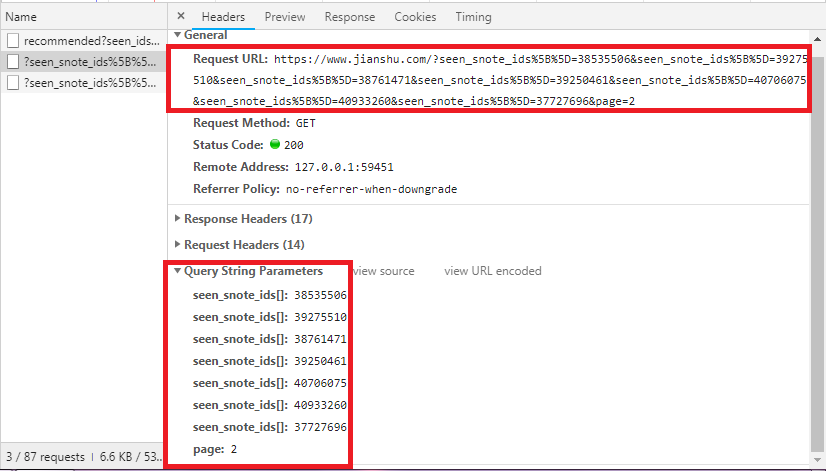 Name
× Headers Preview Response Cookies Timing
recommended?seen_ids...
?seen_snote_ids%5B%5...
?seen_snote_ids%5B%5...
General
Request URL: https://www.jianshu.com/?seen_snote_ids%5B%5D=38535506&seen_snote_ids%5B%5D=39275
510&seen_snote_ids%5B%5D=38761471&seen_snote_ids%5B%5D=39250461&seen_snote_ids%5B%5D=40706075
&seen_snote_ids%5B%5D=40933260&seen_snote_ids%5B%5D=37727696&page=2
Request Method: GET
Status Code: 200
Remote Address: 127.0.0.1:59451
Referrer Policy: no-referrer-when-downgrade
Response Headers (17)
Request Headers (14)
Query String Parameters view source view URL encoded
seen_snote_ids[]: 38535506
seen_snote_ids[]: 39275510
seen_snote_ids[]: 38761471
seen_snote_ids[]: 39250461
seen_snote_ids[]: 40706075
seen_snote_ids[]: 40933260
seen_snote_ids[]: 37727696
page: 2
3 / 87 requests | 6.6 KB / 53...